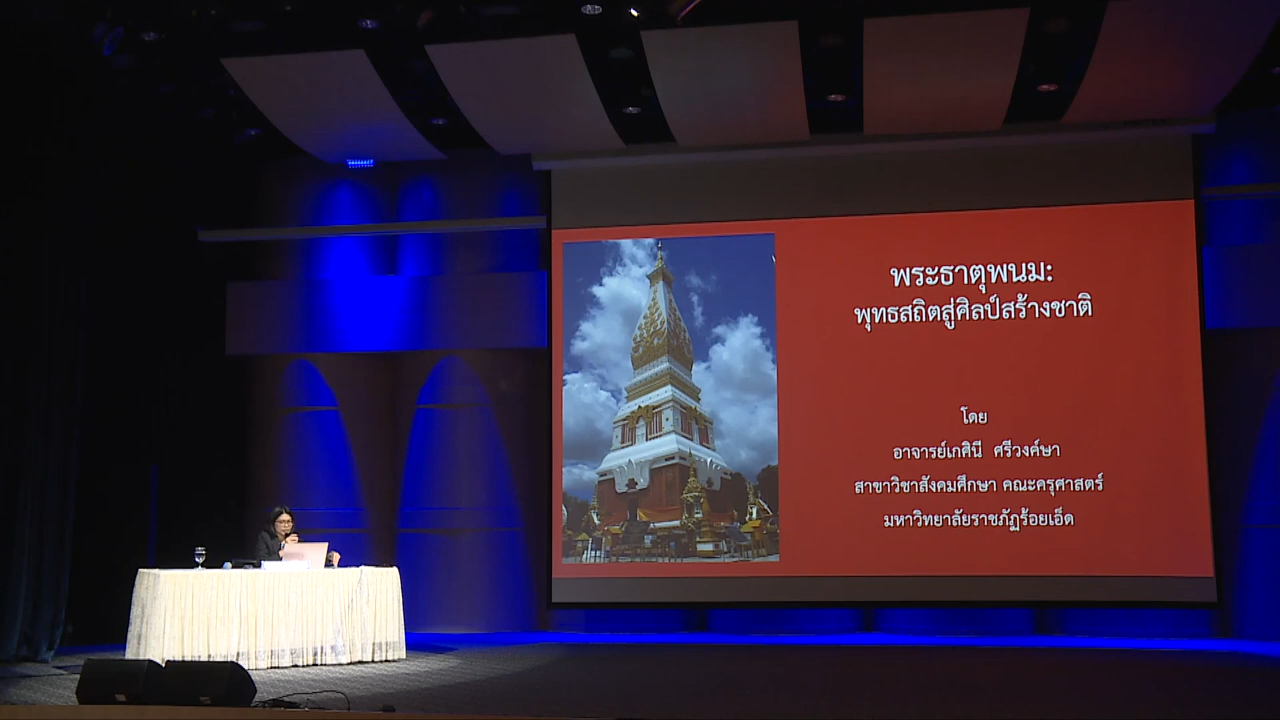 พระธาตุพนม:
พุทธสถิตสู่ศิลป์สร้างชาติ
โดย
อาจารย์เกศินี ศรีวงค์ษา
สาขาวิชาสังคมศึกษา คณะครุศาสตร์
มหาวิทยาลัยราชภัฏร้อยเอ็ด